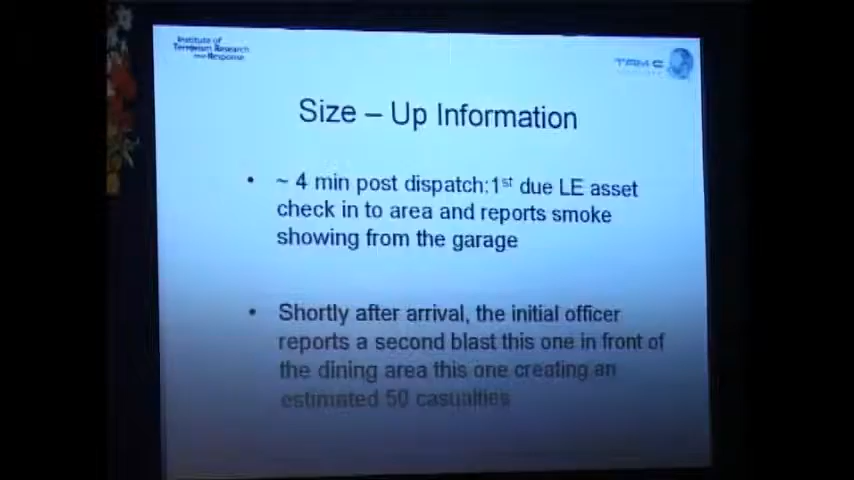 Institute of
Terrorism Research
and Response
TAM-C
Size – Up Information
• ~ 4 min post dispatch:1st due LE asset
check in to area and reports smoke
showing from the garage
• Shortly after arrival, the initial officer
reports a second blast this one in front of
the dining area this one creating an
estimated 50 casualties